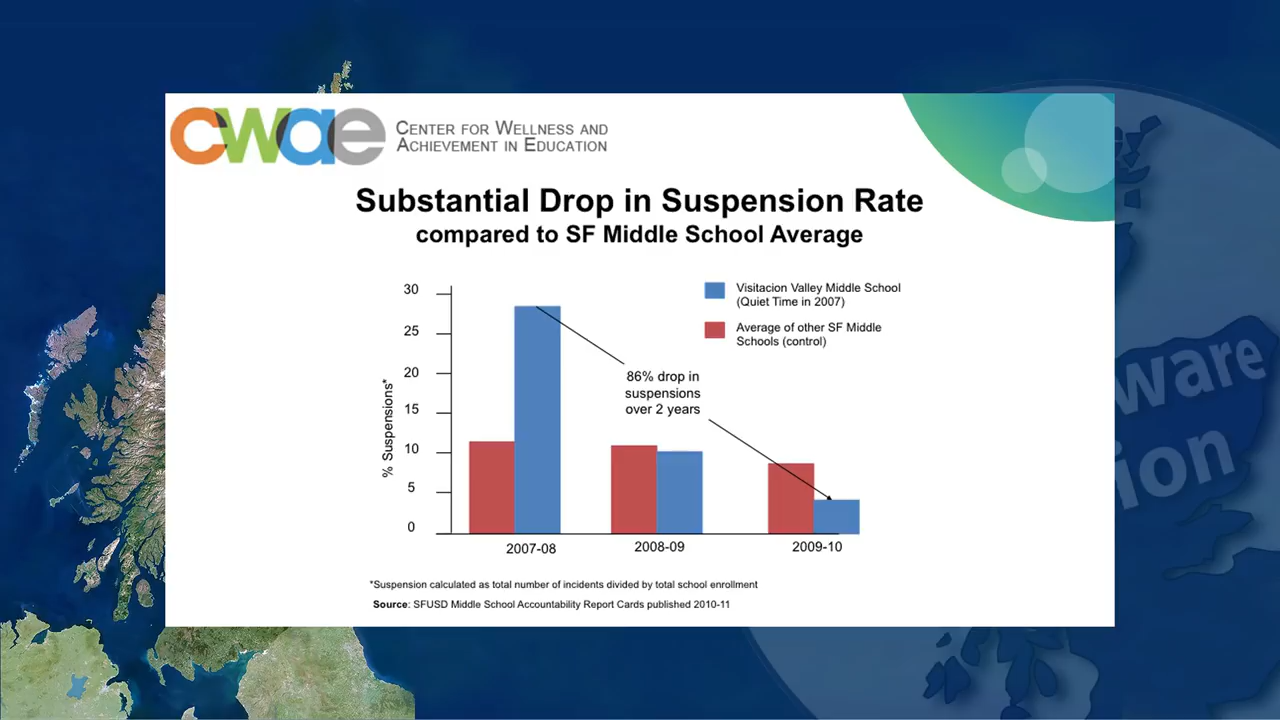 cwae
CENTER FOR WELLNESS AND
ACHIEVEMENT IN EDUCATION
Substantial Drop in Suspension Rate
compared to SF Middle School Average
% Suspensions*
30
25
20
15
10
5
0
Visitacion Valley Middle School
(Quiet Time in 2007)
Average of other SF Middle
Schools (control)
86% drop in
suspensions
over 2 years
2007-08
2008-09
2009-10
*Suspension calculated as total number of incidents divided by total school enrollment
Source: SFUSD Middle School Accountability Report Cards published 2010-11